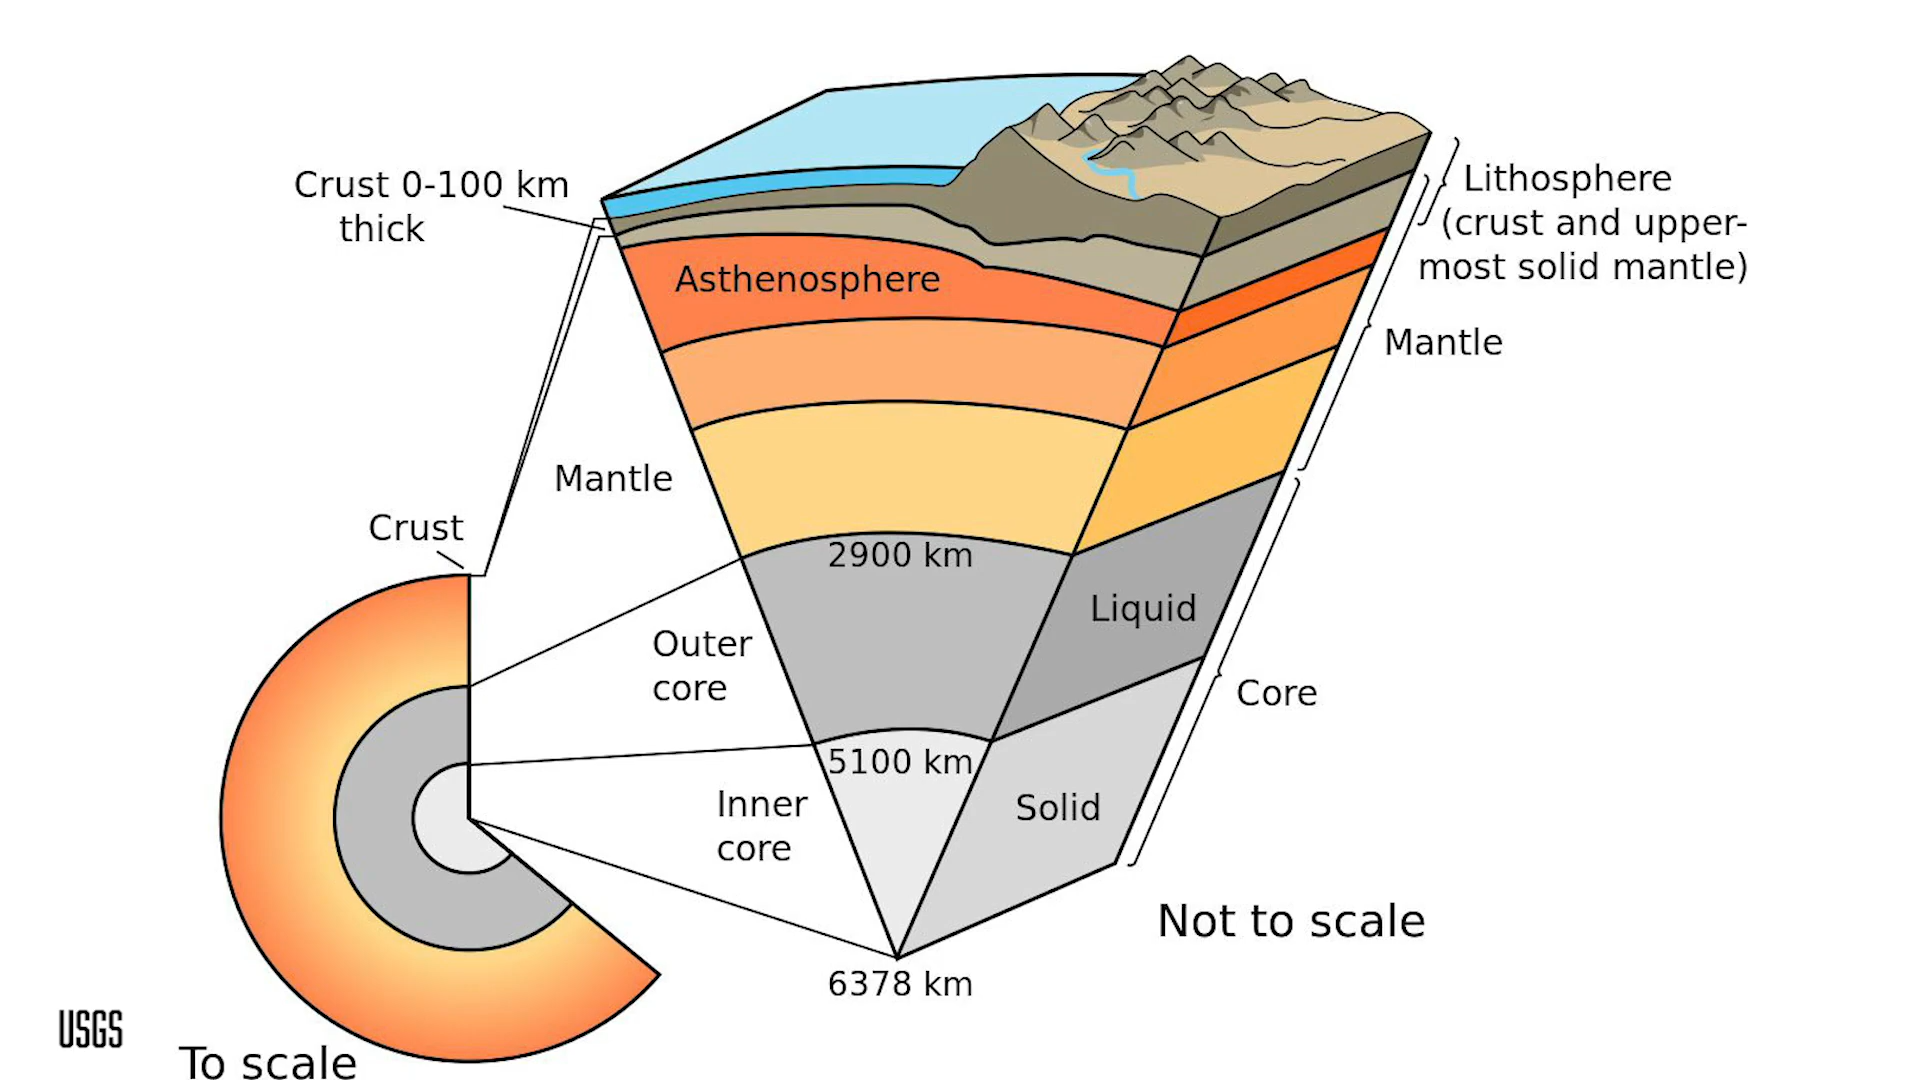 Crust 0-100 km
thick
Lithosphere
(crust and upper-
most solid mantle)
Asthenosphere
Mantle
Mantle
Crust
2900 km
Liquid
Outer
core
Core
5100 km
Inner
core
Solid
Not to scale
6378 km
USGS
To scale